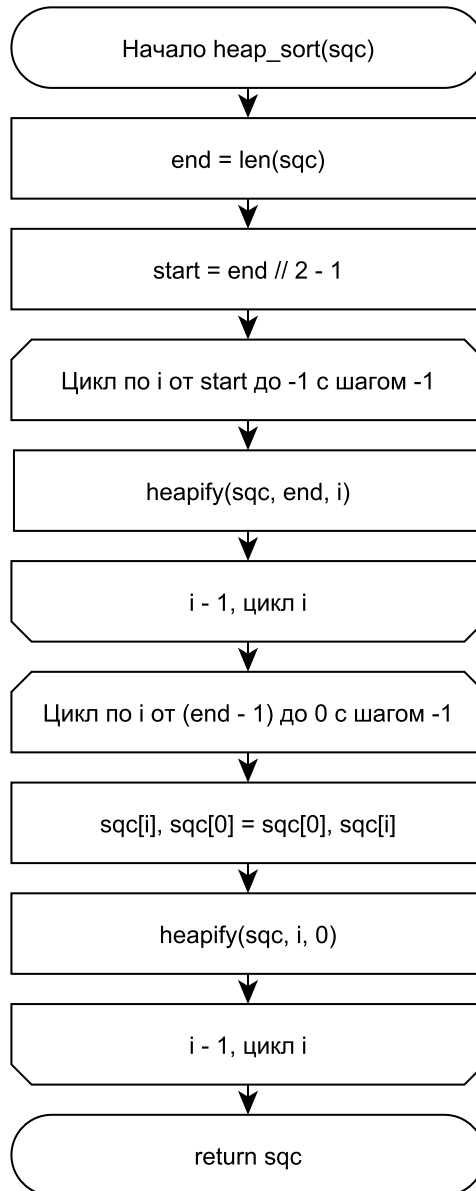 Начало heap_sort(sqc)
end = len(sqc)
start = end // 2 - 1
Цикл по i от start до -1 с шагом -1
heapify(sqc, end, i)
i - 1, цикл i
Цикл по i от (end - 1) до 0 с шагом -1
sqc[i], sqc[0] = sqc[0], sqc[i]
heapify(sqc, i, 0)
i - 1, цикл i
return sqc